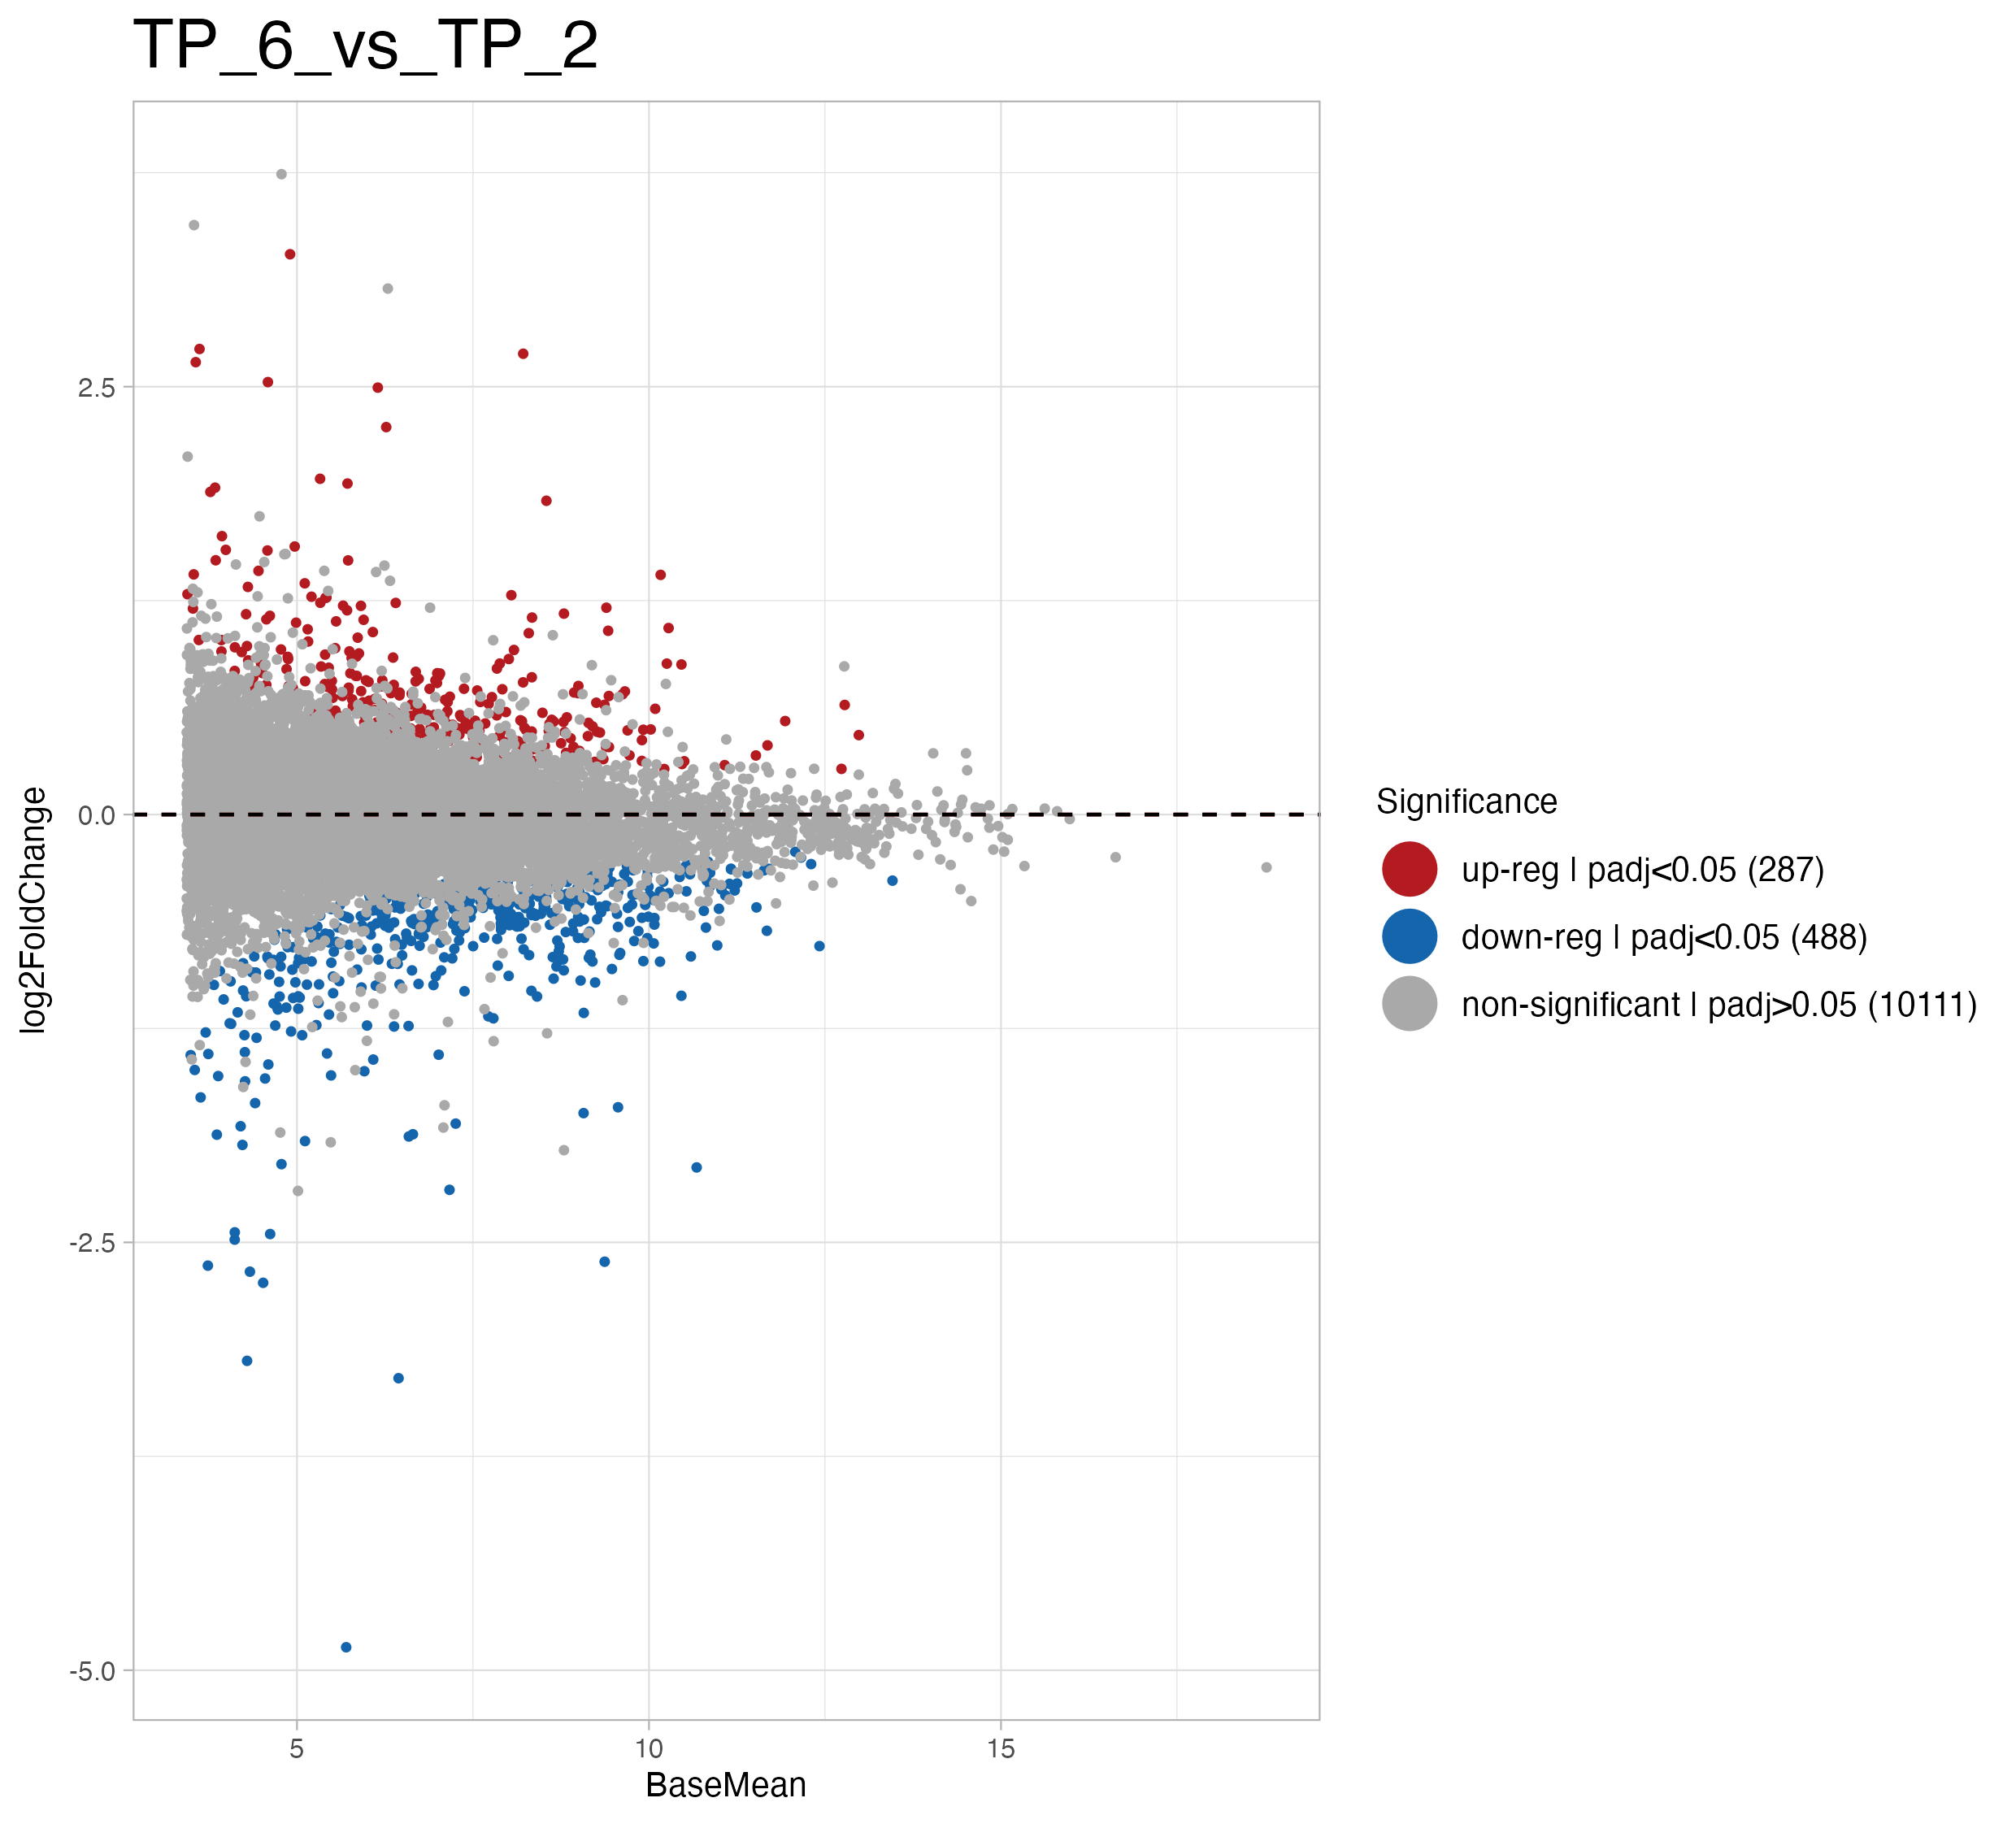 TP_6_vs_TP_2
log2FoldChange
2.5
0.0
-2.5
-5.0
5
10
15
BaseMean
Significance
up-reg | padj<0.05 (287)
down-reg | padj<0.05 (488)
non-significant | padj>0.05 (10111)